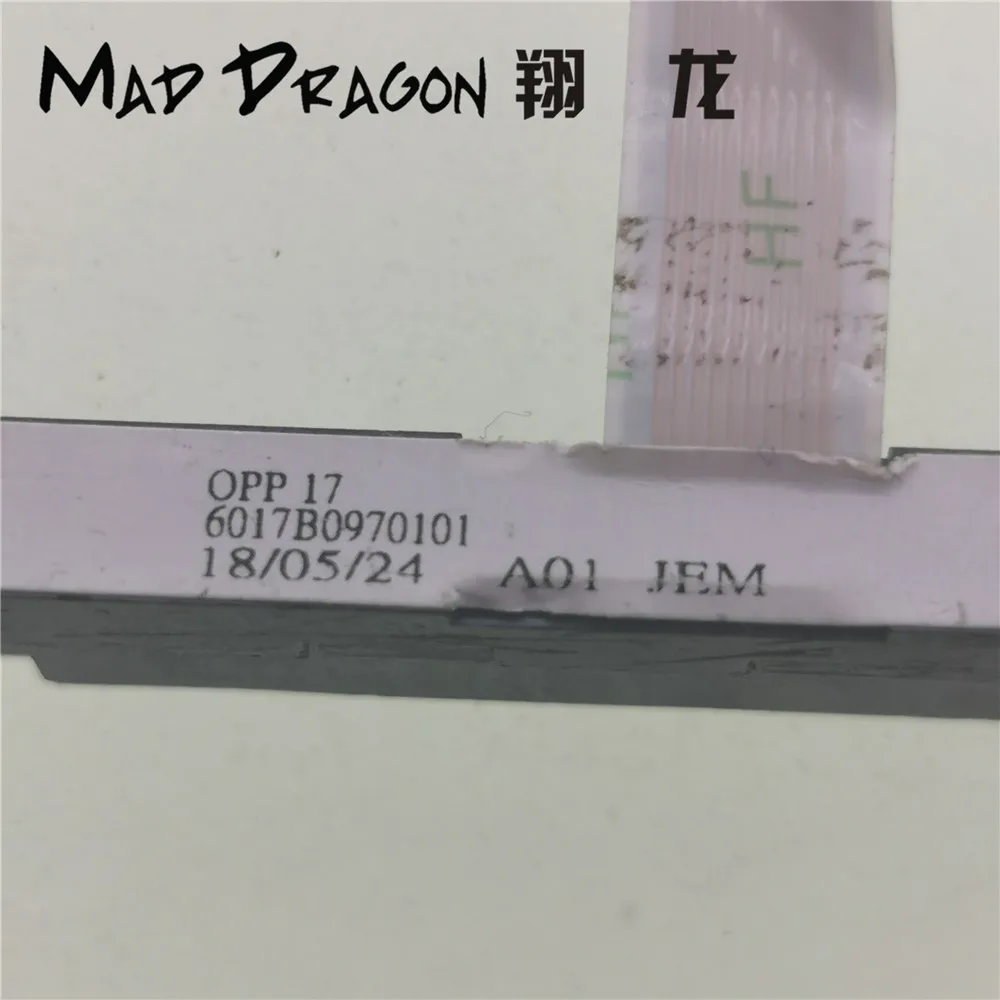 MAD DRAGON 翔 龙
HF
OPP 17
6017B0970101
18/05/24 A01 JEM